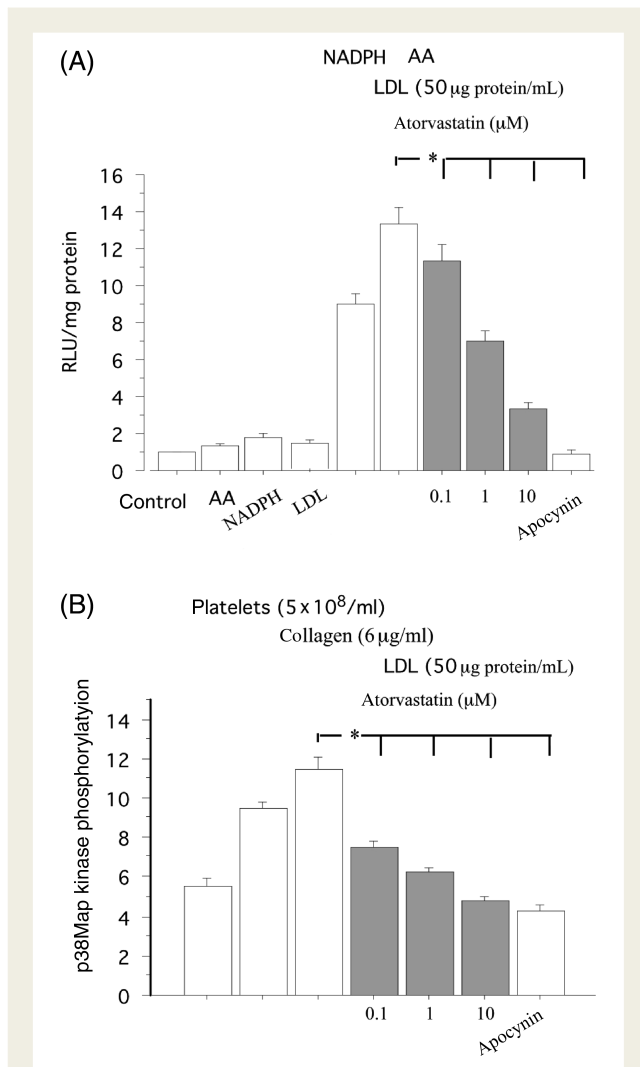 (A)
NADPH AA
LDL (50 µg protein/mL)
Atorvastatin (µM)
*
16
14
12
10
8
6
4
2
0
RLU/mg protein
Control AA NADPH LDL 0.1 1 10 Apocynin
(B)
Platelets (5 x 10⁸/ml)
Collagen (6 µg/ml)
LDL (50 µg protein/mL)
Atorvastatin (µM)
*
14
12
10
8
6
4
2
0
p38Map kinase phosphorylatyion
0.1 1 10 Apocynin